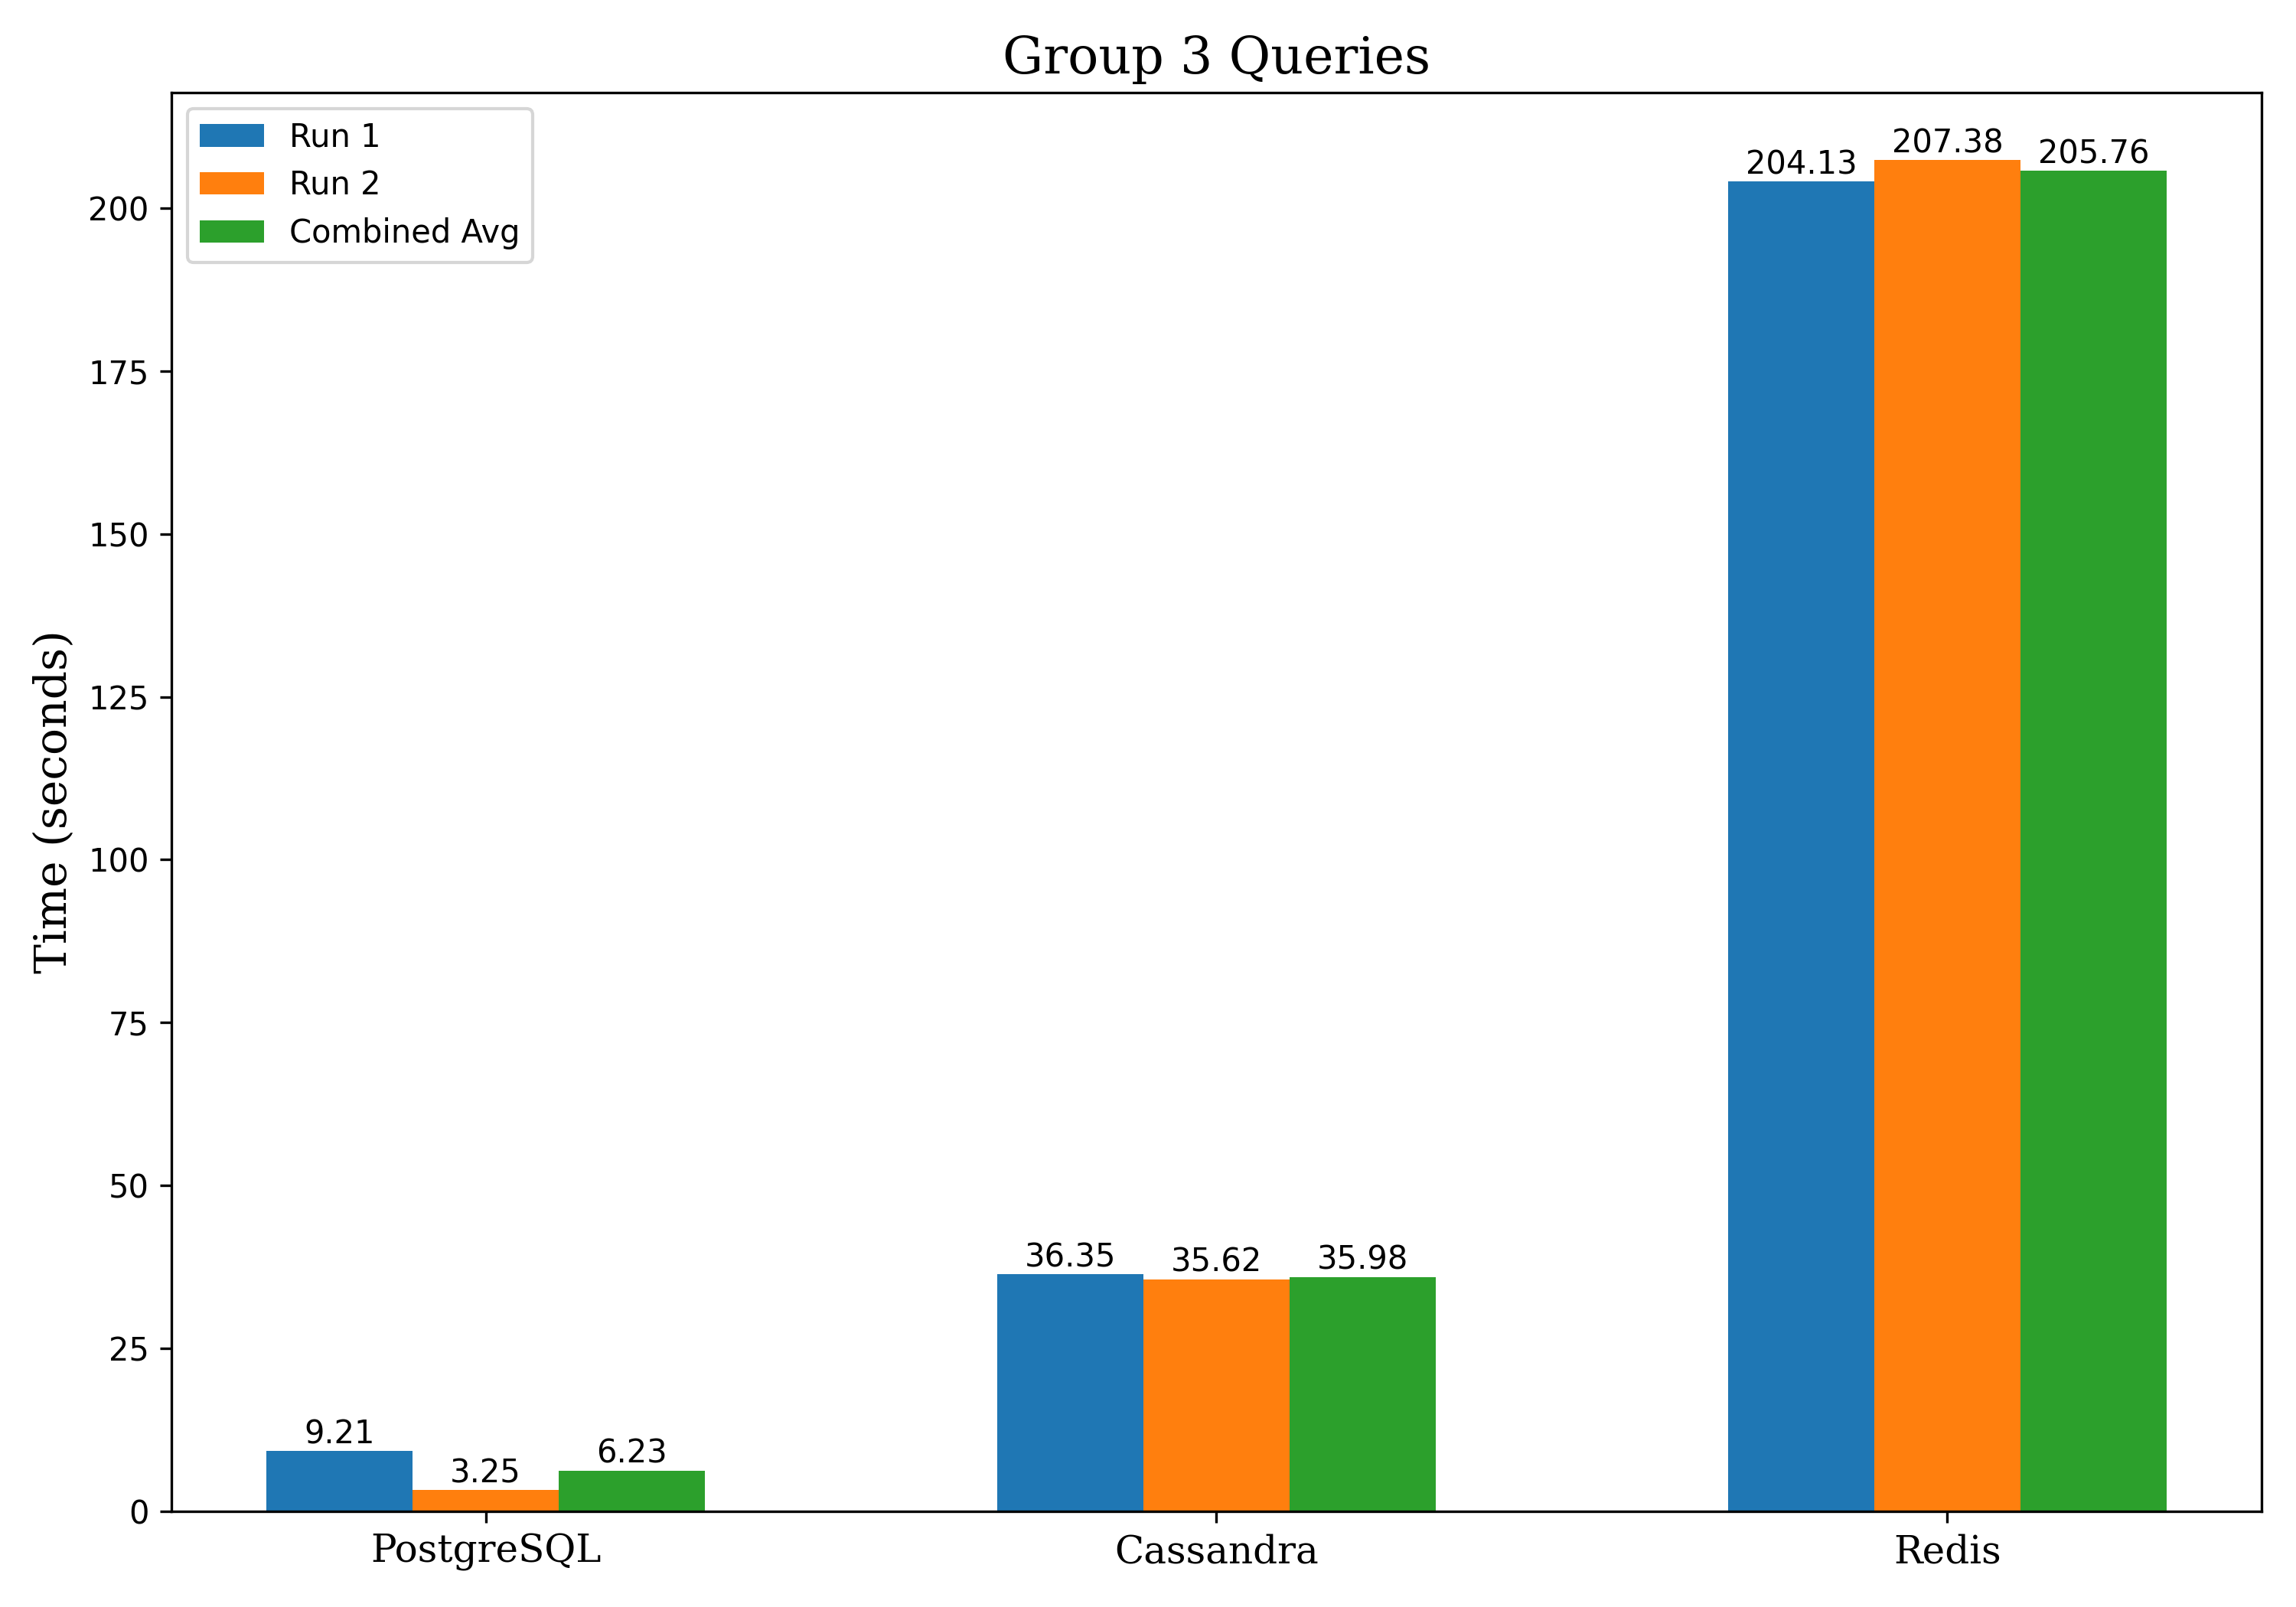 Group 3 Queries
Run 1
Run 2
Combined Avg
Time (seconds)
200
175
150
125
100
75
50
25
0
9.21
3.25
6.23
36.35
35.62
35.98
204.13
207.38
205.76
PostgreSQL
Cassandra
Redis